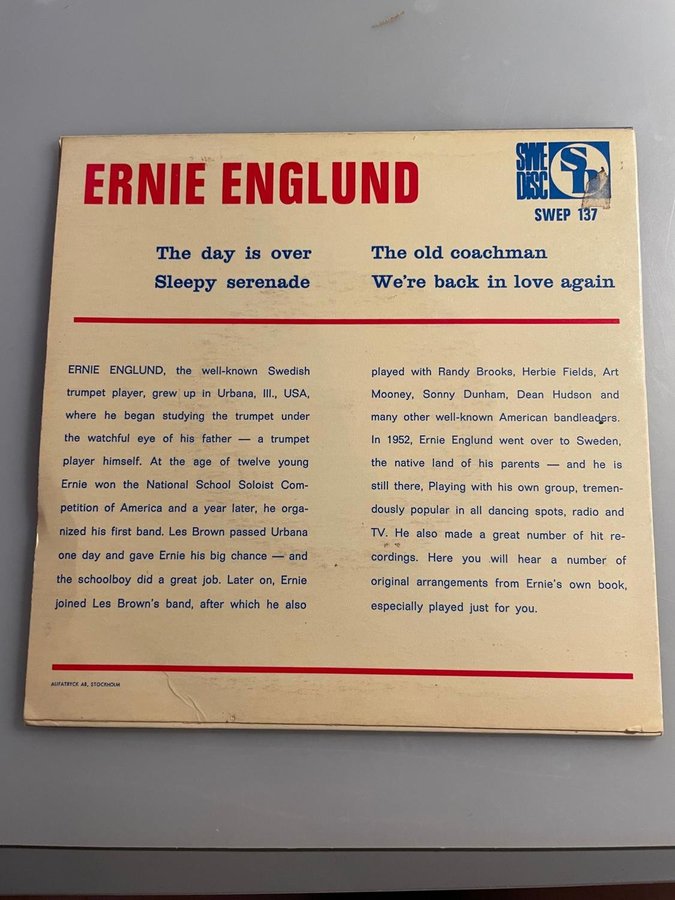 ERNIE ENGLUND
SWE
DISC
SD
SWEP 137
The day is over
Sleepy serenade
The old coachman
We're back in love again
ERNIE ENGLUND, the well-known Swedish
trumpet player, grew up in Urbana, Ill., USA,
where he began studying the trumpet under
the watchful eye of his father — a trumpet
player himself. At the age of twelve young
Ernie won the National School Soloist Com-
petition of America and a year later, he orga-
nized his first band. Les Brown passed Urbana
one day and gave Ernie his big chance — and
the schoolboy did a great job. Later on, Ernie
joined Les Brown's band, after which he also
played with Randy Brooks, Herbie Fields, Art
Mooney, Sonny Dunham, Dean Hudson and
many other well-known American bandleaders.
In 1952, Ernie Englund went over to Sweden,
the native land of his parents — and he is
still there, Playing with his own group, tremen-
dously popular in all dancing spots, radio and
TV. He also made a great number of hit re-
cordings. Here you will hear a number of
original arrangements from Ernie's own book,
especially played just for you.
AUFATRYCK AB, STOCKHOLM